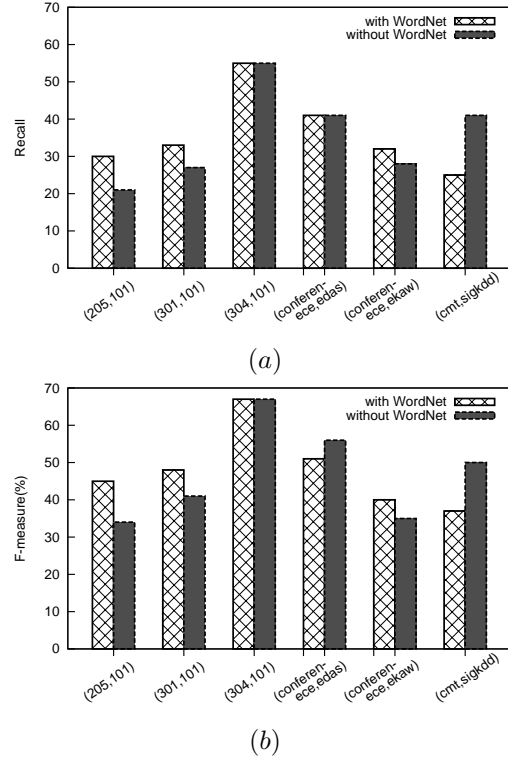 70
60
50
40
30
20
10
0
Recall
with WordNet
without WordNet
(205,101)
(301,101)
(304,101)
(conferen-
ece,edas)
(conferen-
ece,ekaw)
(cmt,sigkdd)
(a)
70
60
50
40
30
20
10
0
F-measure(%)
with WordNet
without WordNet
(205,101)
(301,101)
(304,101)
(conferen-
ece,edas)
(conferen-
ece,ekaw)
(cmt,sigkdd)
(b)